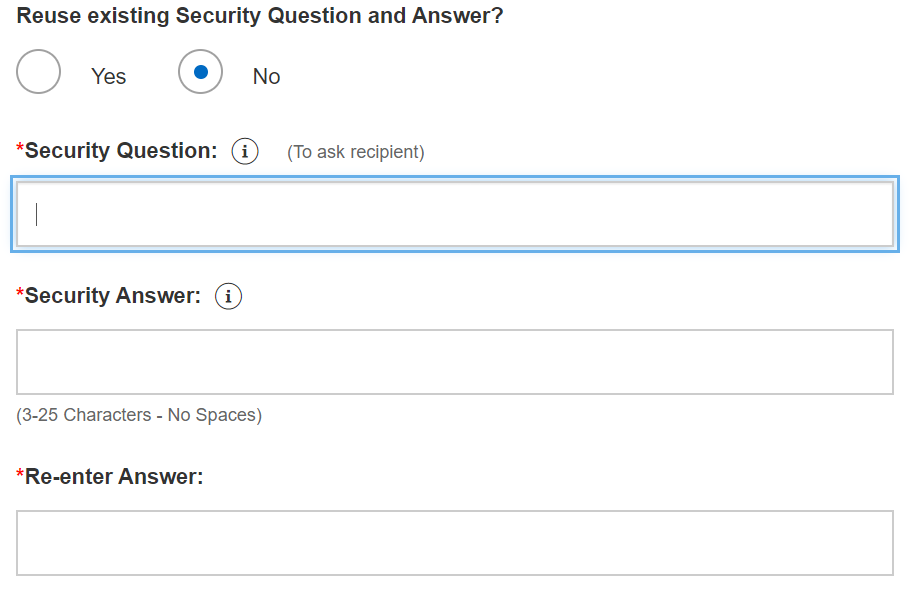 Reuse existing Security Question and Answer?
Yes No
*Security Question: i (To ask recipient)
*Security Answer: i
(3-25 Characters - No Spaces)
*Re-enter Answer: